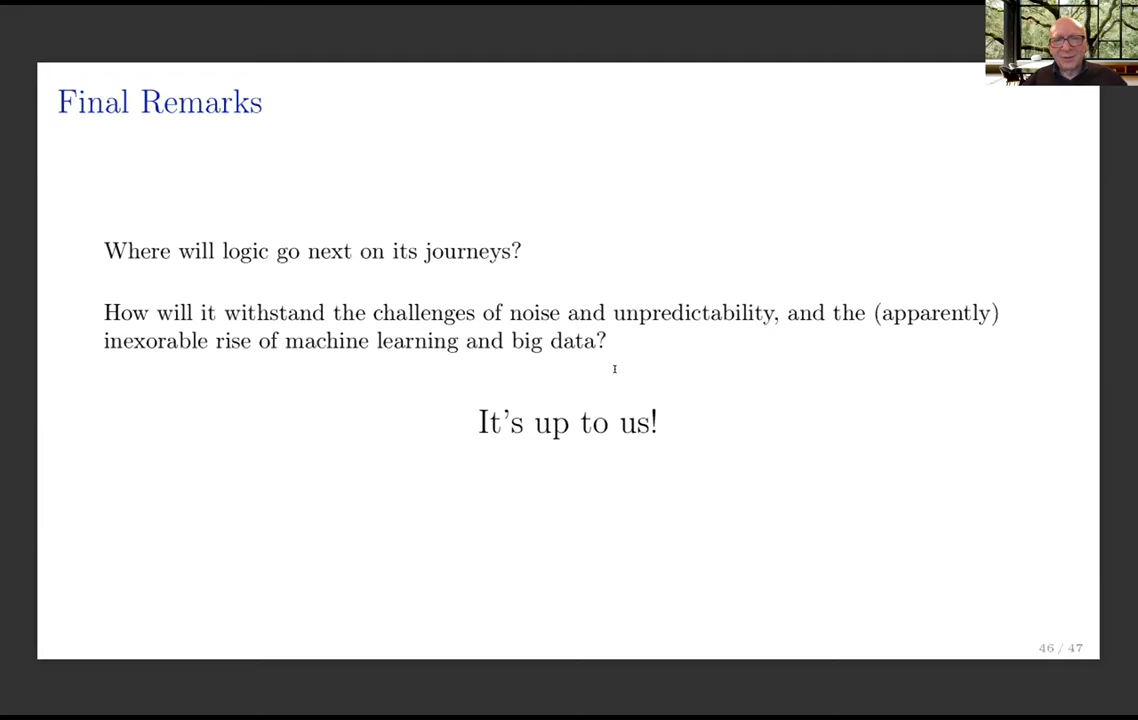 Final Remarks
Where will logic go next on its journeys?
How will it withstand the challenges of noise and unpredictability, and the (apparently)
inexorable rise of machine learning and big data?
It's up to us!
46 / 47